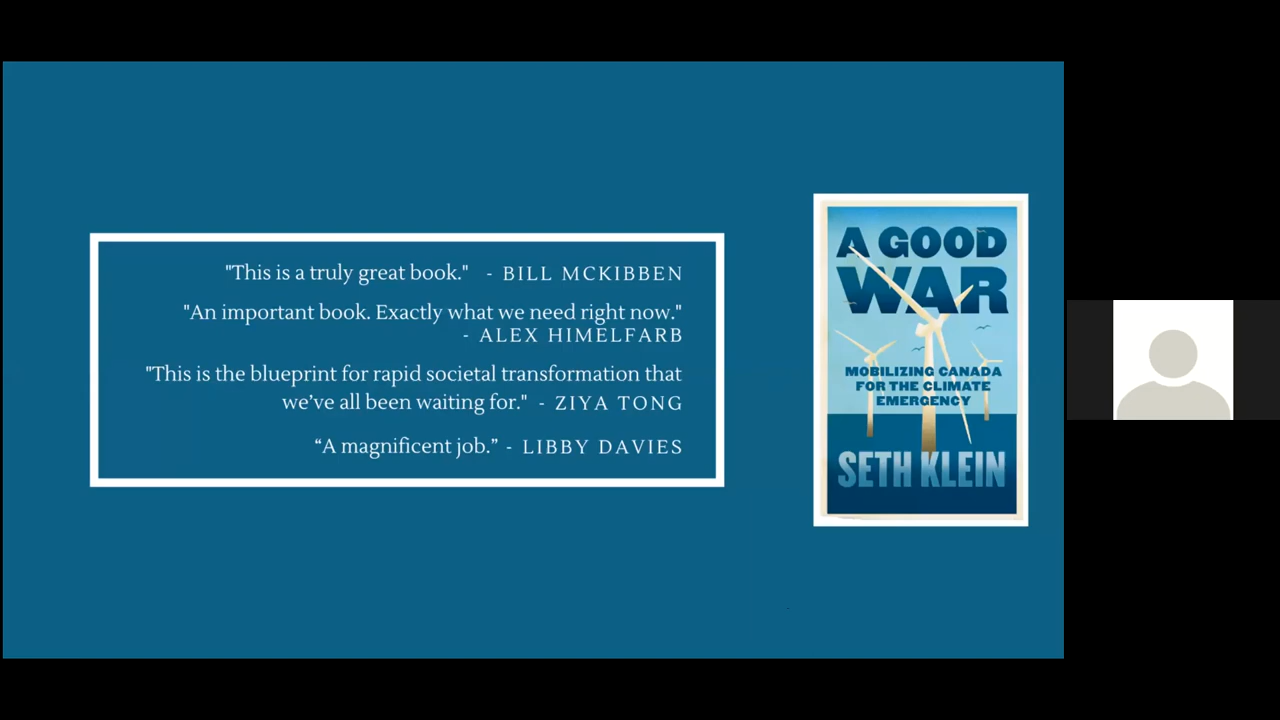 "This is a truly great book." - BILL MCKIBBEN
"An important book. Exactly what we need right now."
- ALEX HIMELFARB
"This is the blueprint for rapid societal transformation that
we've all been waiting for." - ZIYA TONG
“A magnificent job.” - LIBBY DAVIES
A GOOD
WAR
MOBILIZING CANADA
FOR THE CLIMATE
EMERGENCY
SETH KLEIN